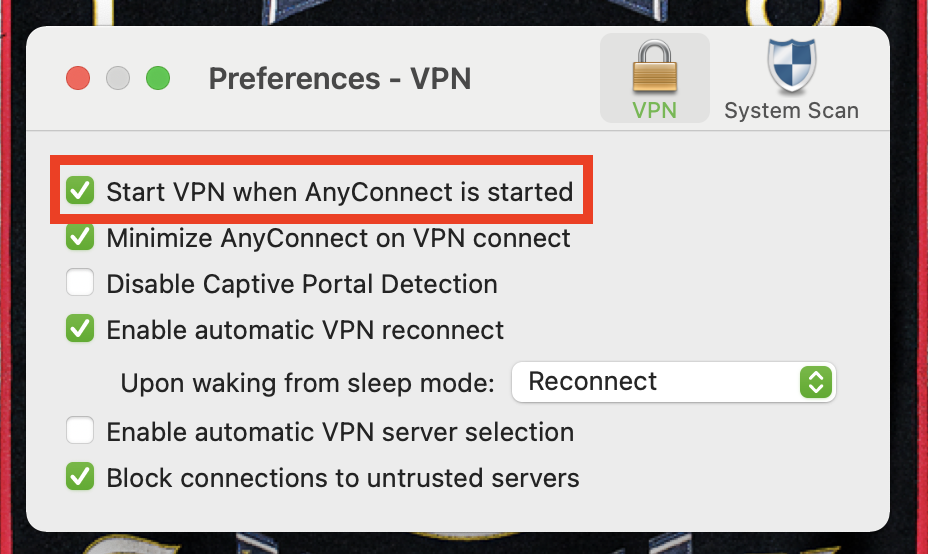 Preferences - VPN
VPN
System Scan
Start VPN when AnyConnect is started
Minimize AnyConnect on VPN connect
Disable Captive Portal Detection
Enable automatic VPN reconnect
Upon waking from sleep mode: Reconnect
Enable automatic VPN server selection
Block connections to untrusted servers